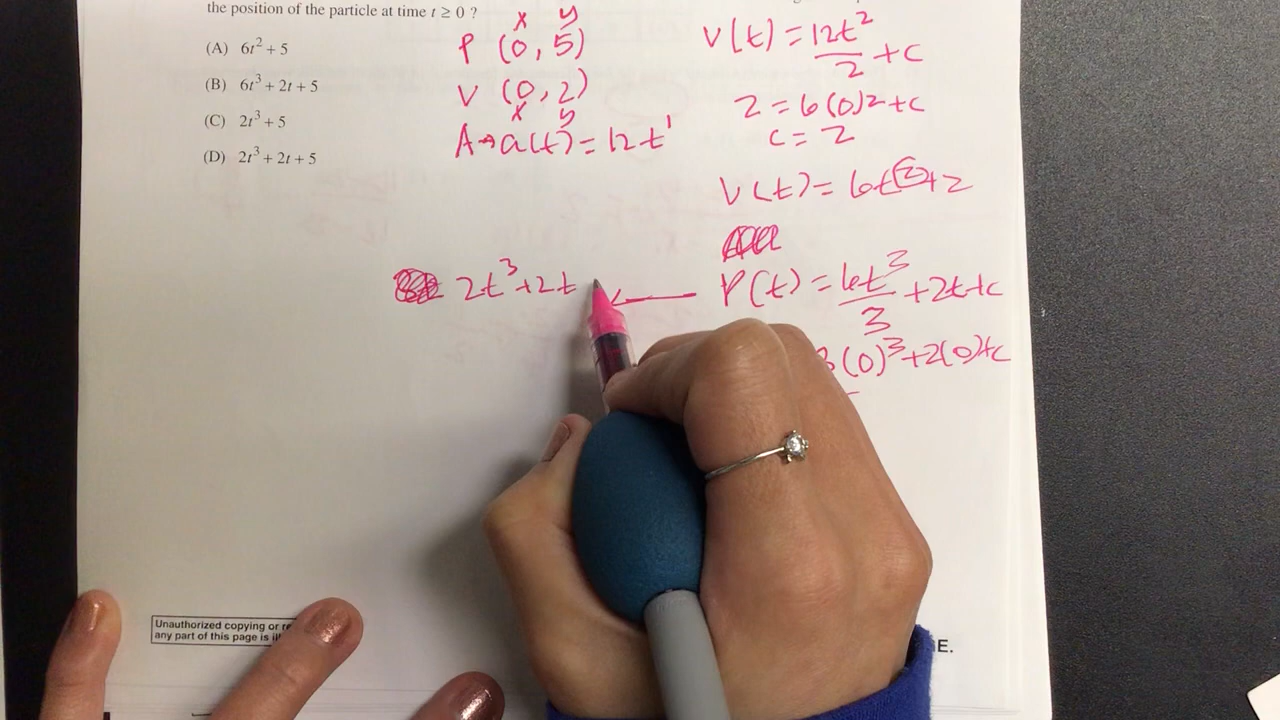 the position of the particle at time t ≥ 0 ?
(A) 6t² + 5
(B) 6t³ + 2t + 5
(C) 2t³ + 5
(D) 2t³ + 2t + 5
x y
P (0, 5)
V (0, 2)
x y
A → a(t) = 12t¹
V(t) = 12t²/2 + c
2 = 6(0)2 + c
c = 2
V(t) = 6t² + 2
P(t) = 6t³/3 + 2t + c
(0)³ + 2(0) + c
2t³ + 2t
Unauthorized copying or
any part of this page is
E.